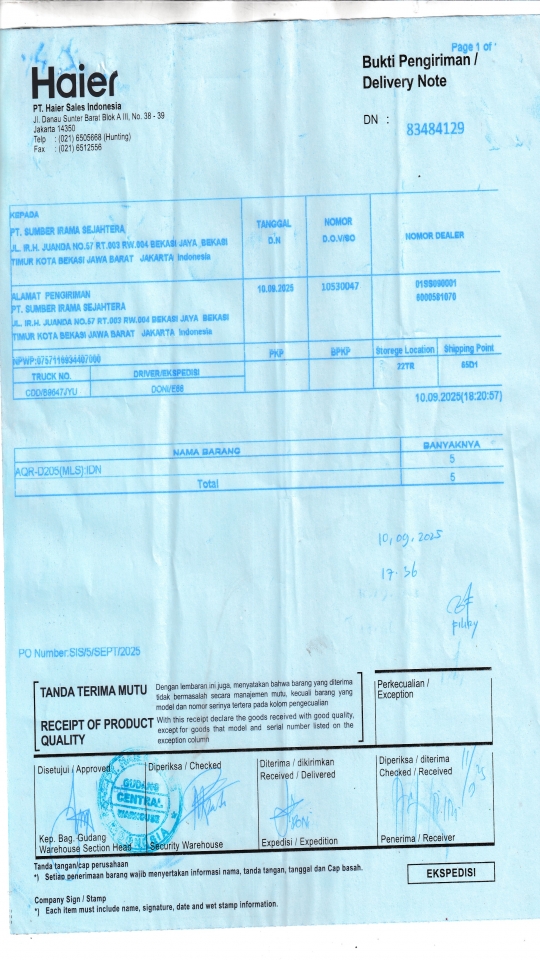 Page 1 of
Haier
Bukti Pengiriman /
Delivery Note
PT. Haier Sales Indonesia
Jl. Danau Sunter Barat Blok A III, No. 38 - 39
Jakarta 14350
Telp : (021) 6505668 (Hunting)
Fax : (021) 6512556
DN : 83484129
KEPADA
PT. SUMBER IRAMA SEJAHTERA
JL. IR.H. JUANDA NO.57 RT.003 RW.004 BEKASI JAYA BEKASI
TIMUR KOTA BEKASI JAWA BARAT JAKARTA Indonesia
TANGGAL
D.N
NOMOR
D.O.V/SO
NOMOR DEALER
ALAMAT PENGIRIMAN
PT. SUMBER IRAMA SEJAHTERA
JL. IR.H. JUANDA NO.57 RT.003 RW.004 BEKASI JAYA BEKASI
TIMUR KOTA BEKASI JAWA BARAT JAKARTA Indonesia
10.09.2025
10530047
NPWP:0757116934407000
PKP
BPKP
Storege Location
Shipping Point
22TR
TRUCK NO.
DRIVER/EKSPEDISI
10.09.2025(18:20:57)
NAMA BARANG
BANYAKNYA
AQR-D205(MLS):IDN
5
Total
5
10,09,2025
17.36
PO Number:SIS/5/SEPT/2025
TANDA TERIMA MUTU
Dengan lembaran ini juga, menyatakan bahwa barang yang diterima
tidak bermasalah secara manajemen mutu, kecuali barang yang
model dan nomor serinya tertera pada kolom pengecualian
RECEIPT OF PRODUCT
QUALITY
With this receipt declare the goods received with good quality,
except for goods that model and serial number listed on the
exception column
Perkecualian /
Exception
Disetujui / Approved
Diperiksa / Checked
Diterima / dikirimkan
Received / Delivered
Diperiksa / diterima
Checked / Received
GUDANG
CENTRAL
WAREHOUSE
DONI
Kep. Bag. Gudang
Warehouse Section Head
Security Warehouse
Expedisi / Expedition
Penerima / Receiver
Tanda tangan/cap perusahaan
*) Setiap penerimaan barang wajib menyertakan informasi nama, tanda tangan, tanggal dan Cap basah.
EKSPEDISI
Company Sign / Stamp
*) Each item must include name, signature, date and wet stamp information.